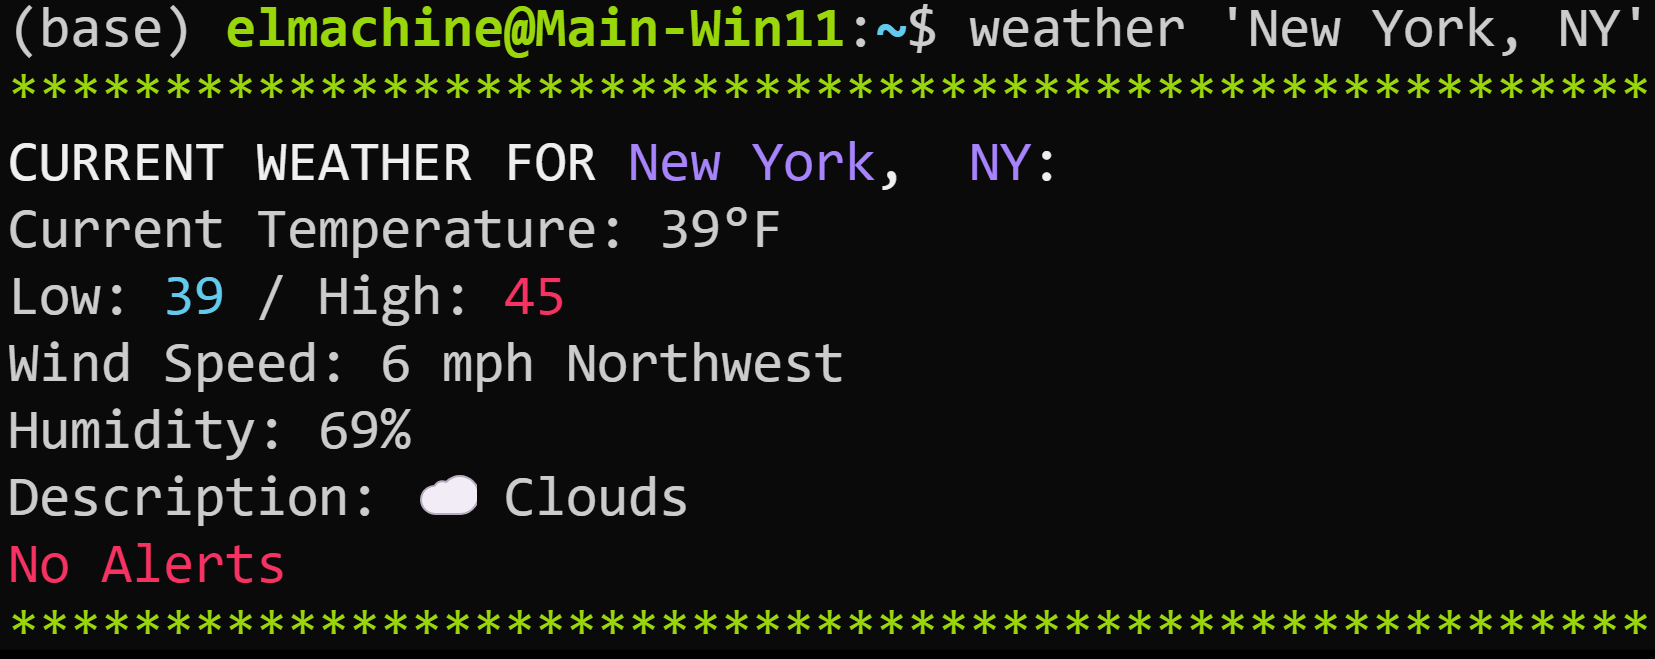 (base) elmachine@Main-Win11:~$ weather 'New York, NY'
*****************************************************
CURRENT WEATHER FOR New York,  NY:
Current Temperature: 39°F
Low: 39 / High: 45
Wind Speed: 6 mph Northwest
Humidity: 69%
Description: ☁️ Clouds
No Alerts
*****************************************************